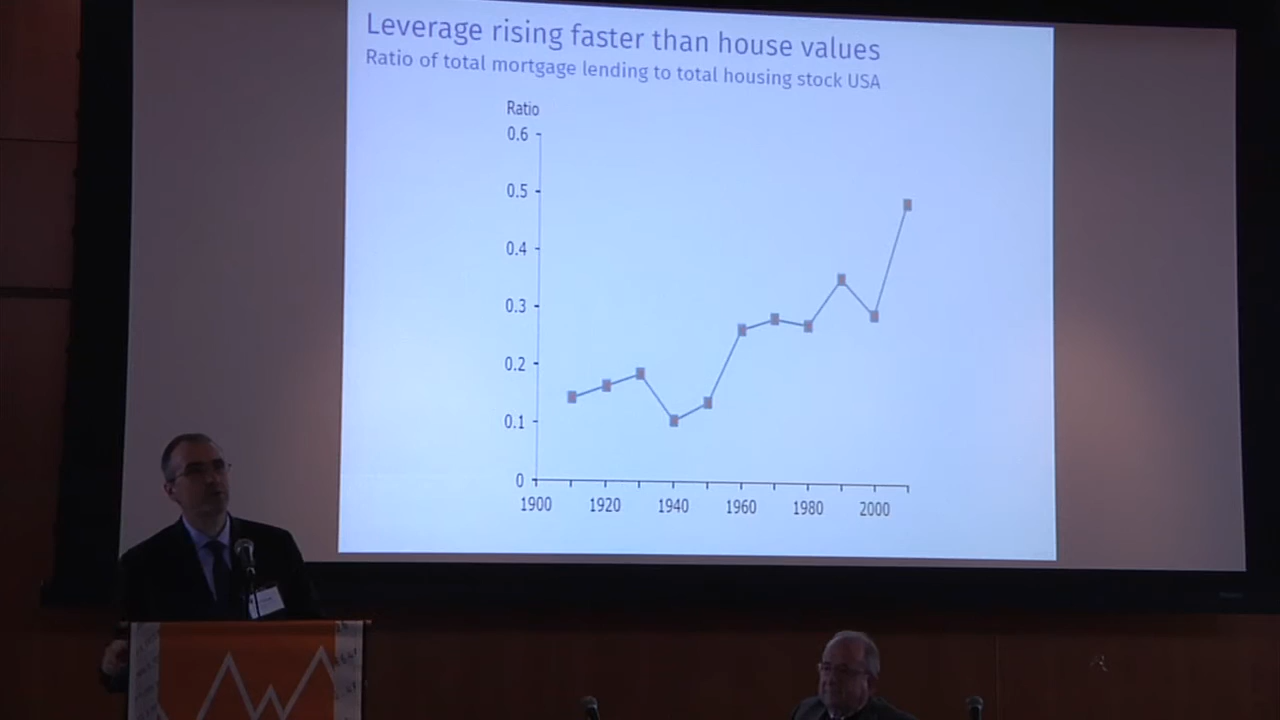 Leverage rising faster than house values
Ratio of total mortgage lending to total housing stock USA
Ratio
0.6
0.5
0.4
0.3
0.2
0.1
0
1900 1920 1940 1960 1980 2000